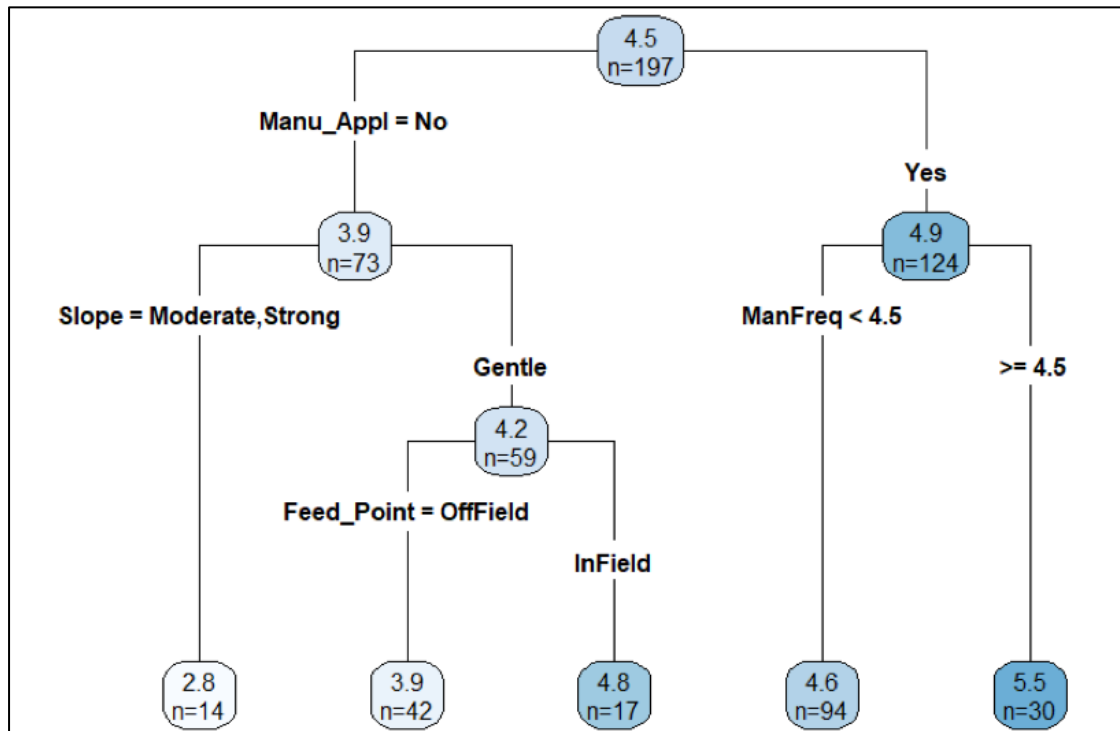 4.5
n=197
Manu_Appl = No
Yes
3.9
n=73
4.9
n=124
Slope = Moderate,Strong
ManFreq < 4.5
Gentle
>= 4.5
4.2
n=59
Feed_Point = OffField
InField
2.8
n=14
3.9
n=42
4.8
n=17
4.6
n=94
5.5
n=30